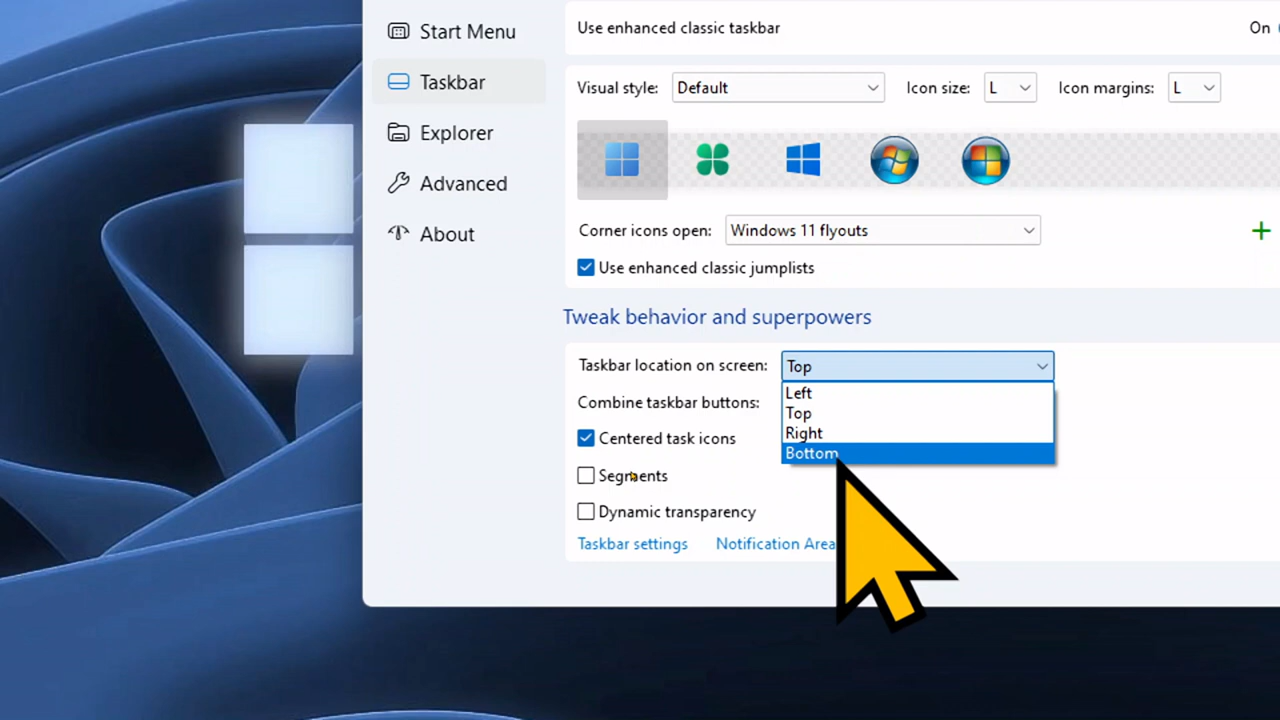 Start Menu
Taskbar
Explorer
Advanced
About
Use enhanced classic taskbar On
Visual style: Default Icon size: L Icon margins: L
Corner icons open: Windows 11 flyouts
Use enhanced classic jumplists
Tweak behavior and superpowers
Taskbar location on screen: Top
Left
Top
Right
Bottom
Combine taskbar buttons:
Centered task icons
Segments
Dynamic transparency
Taskbar settings Notification Area